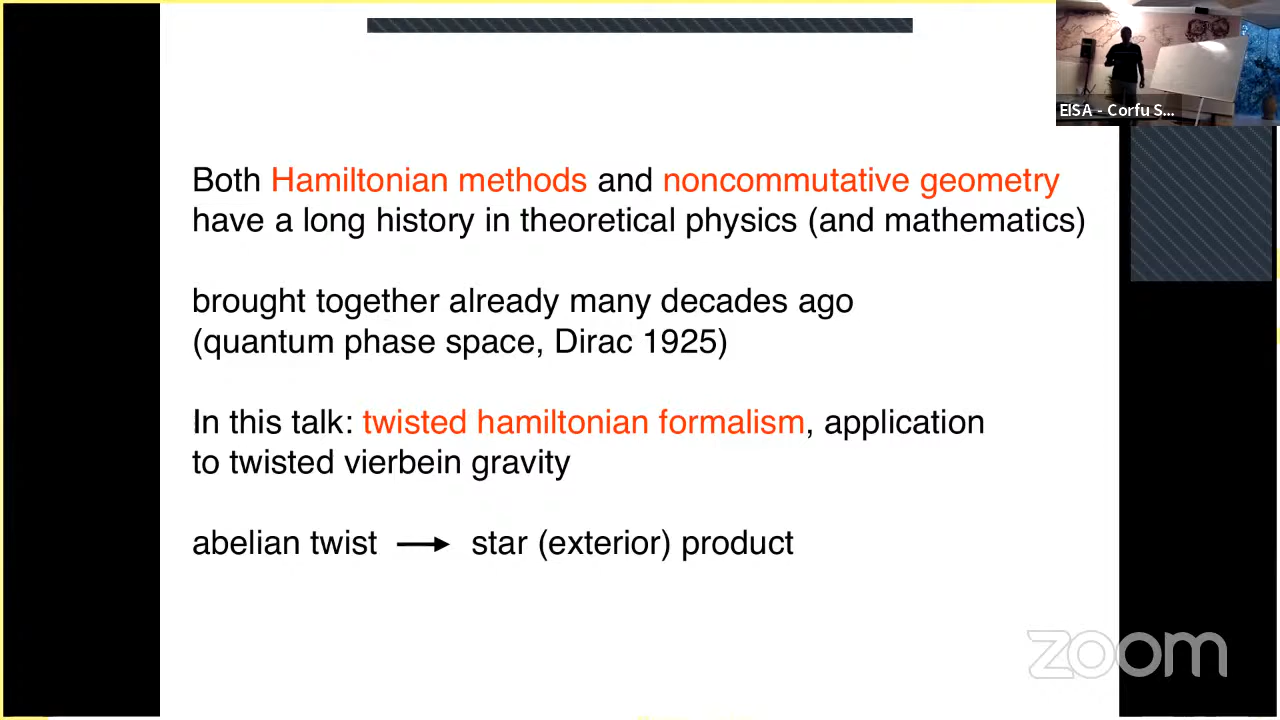 EISA - Corfu S...
Both Hamiltonian methods and noncommutative geometry
have a long history in theoretical physics (and mathematics)
brought together already many decades ago
(quantum phase space, Dirac 1925)
In this talk: twisted hamiltonian formalism, application
to twisted vierbein gravity
abelian twist → star (exterior) product
zoom